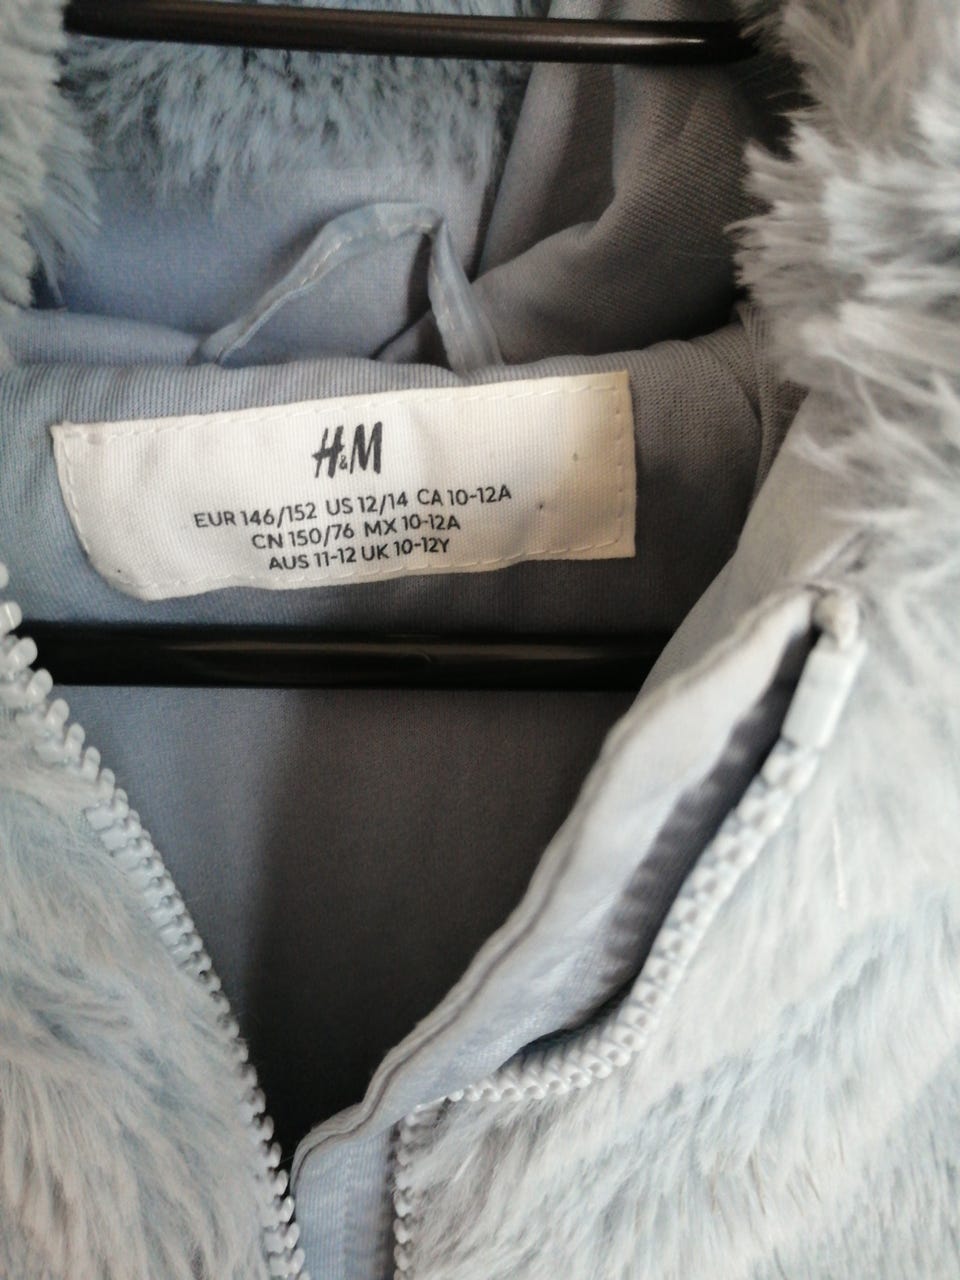 H&M
EUR 146/152 US 12/14 CA 10-12A
CN 150/76 MX 10-12A
AUS 11-12 UK 10-12Y